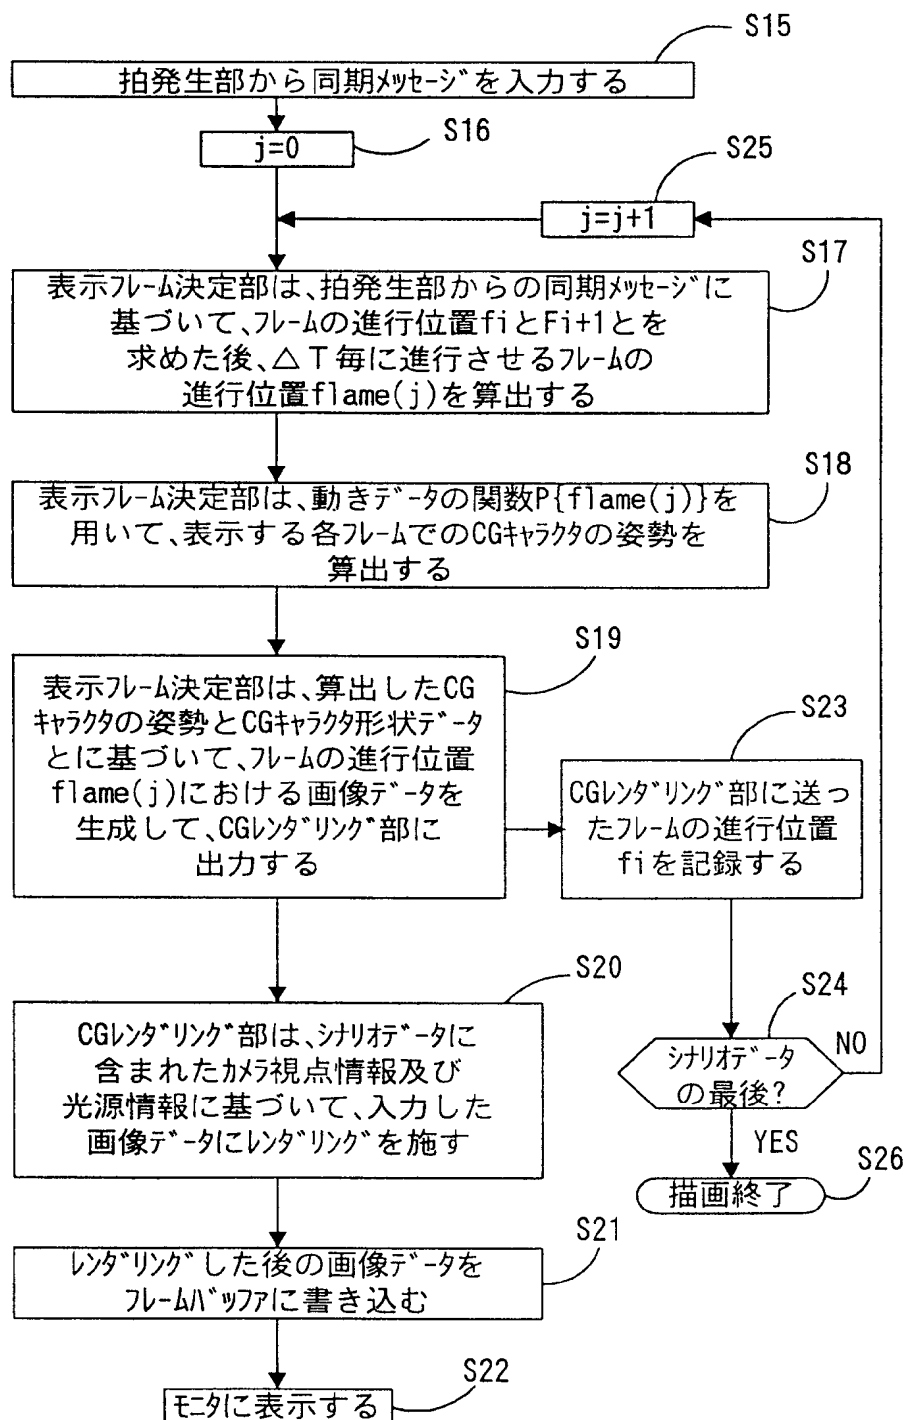 S15
拍発生部から同期ﾒｯｾｰｼﾞを入力する
S16
j=0
S25
j=j+1
S17
表示ﾌﾚｰﾑ決定部は、拍発生部からの同期ﾒｯｾｰｼﾞに
基づいて、ﾌﾚｰﾑの進行位置fiとFi+1とを
求めた後、△T毎に進行させるﾌﾚｰﾑの
進行位置flame(j)を算出する
S18
表示ﾌﾚｰﾑ決定部は、動きﾃﾞｰﾀの関数P{flame(j)}を
用いて、表示する各ﾌﾚｰﾑでのCGｷｬﾗｸﾀの姿勢を
算出する
S19
表示ﾌﾚｰﾑ決定部は、算出したCG
ｷｬﾗｸﾀの姿勢とCGｷｬﾗｸﾀ形状ﾃﾞｰﾀ
とに基づいて、ﾌﾚｰﾑの進行位置
flame(j)における画像ﾃﾞｰﾀを
生成して、CGﾚﾝﾀﾞﾘﾝｸﾞ部に
出力する
S23
CGﾚﾝﾀﾞﾘﾝｸﾞ部に送っ
たﾌﾚｰﾑの進行位置
fiを記録する
S20
CGﾚﾝﾀﾞﾘﾝｸﾞ部は、ｼﾅﾘｵﾃﾞｰﾀに
含まれたｶﾒﾗ視点情報及び
光源情報に基づいて、入力した
画像ﾃﾞｰﾀにﾚﾝﾀﾞﾘﾝｸﾞを施す
S24
ｼﾅﾘｵﾃﾞｰﾀ
の最後?
NO
YES
S26
描画終了
S21
ﾚﾝﾀﾞﾘﾝｸﾞした後の画像ﾃﾞｰﾀを
ﾌﾚｰﾑﾊﾞｯﾌｧに書き込む
S22
ﾓﾆﾀに表示する